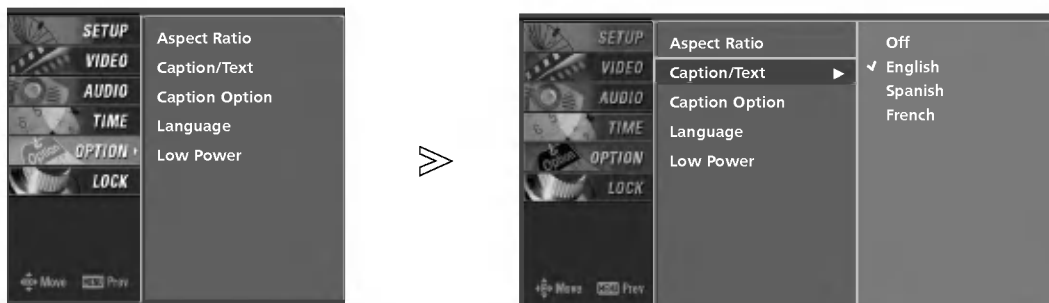 SETUP
VIDEO
AUDIO
TIME
OPTION
LOCK
Move MENU Prev
Aspect Ratio
Caption/Text
Caption Option
Language
Low Power
SETUP
VIDEO
AUDIO
TIME
OPTION
LOCK
Move MENU Prev
Aspect Ratio
Caption/Text
Caption Option
Language
Low Power
Off
English
Spanish
French